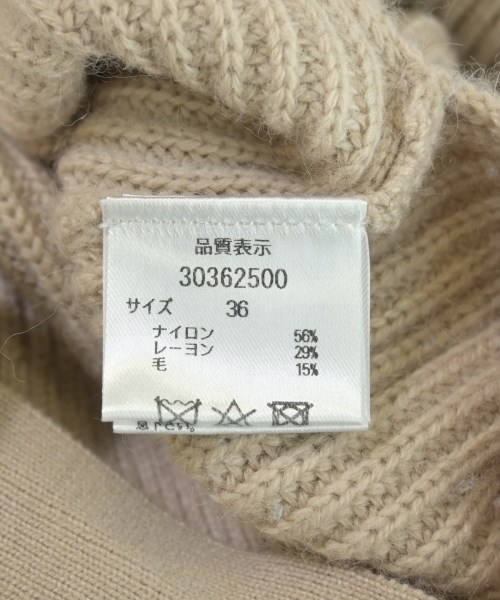 品質表示
30362500
サイズ 36
ナイロン 56%
レーヨン 29%
毛 15%